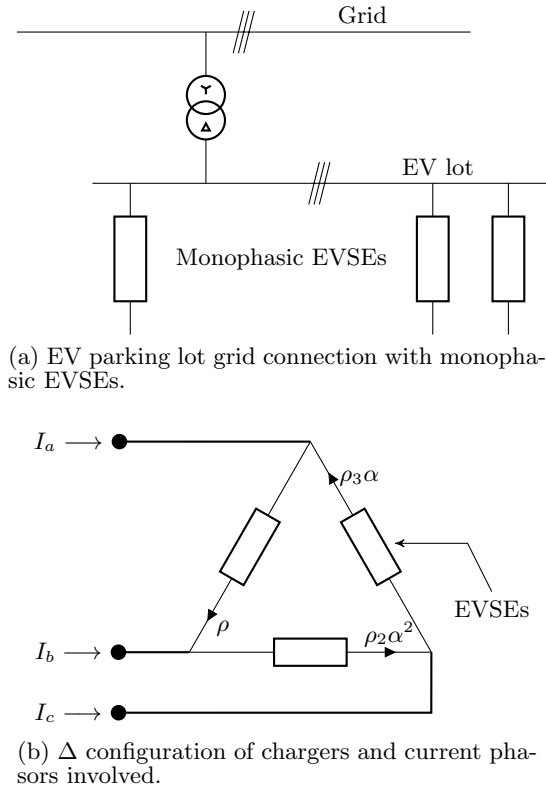 Grid
EV lot
Monophasic EVSEs
(a) EV parking lot grid connection with monopha-
sic EVSEs.
I_a
ρ_3α
EVSEs
ρ
I_b
ρ_2α^2
I_c
(b) Δ configuration of chargers and current pha-
sors involved.